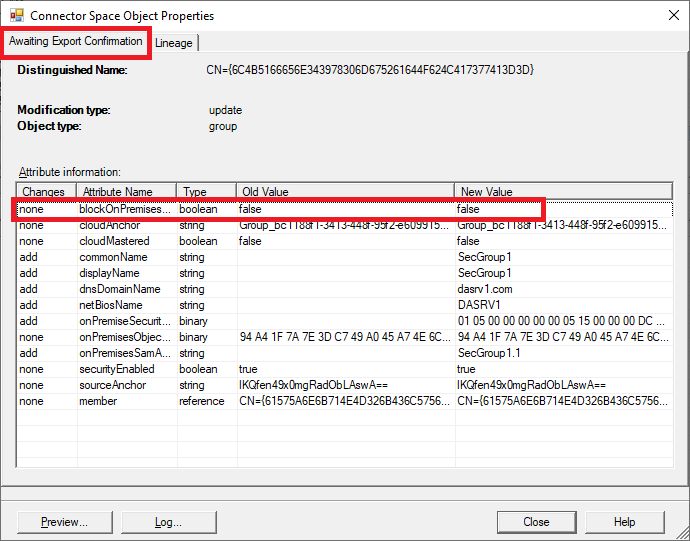 Connector Space Object Properties
Awaiting Export Confirmation Lineage
Distinguished Name: CN={6C4B5166656E343978306D675261644F624C417377413D3D}
Modification type: update
Object type: group
Attribute information:
Changes Attribute Name Type Old Value New Value
none blockOnPremises... boolean false false
none cloudAnchor string Group_bc1188f1-3413-448f-95f2-e609915... Group_bc1188f1-3413-448f-95f2-e609915...
none cloudMastered boolean false false
add commonName string SecGroup1
add displayName string SecGroup1
add dnsDomainName string dasrv1.com
add netBiosName string DASRV1
add onPremiseSecurit... binary 01 05 00 00 00 00 00 05 15 00 00 00 DC ...
none onPremisesObjec... binary 94 A4 1F 7A 7E 3D C7 49 A0 45 A7 4E 6C... 94 A4 1F 7A 7E 3D C7 49 A0 45 A7 4E 6C...
add onPremisesSamA... string SecGroup1.1
none securityEnabled boolean true true
none sourceAnchor string lKQfen49x0mgRadObLAswA== lKQfen49x0mgRadObLAswA==
none member reference CN={61575A6E6B714E4D326B436C5756... CN={61575A6E6B714E4D326B436C5756...
Preview... Log... Close Help